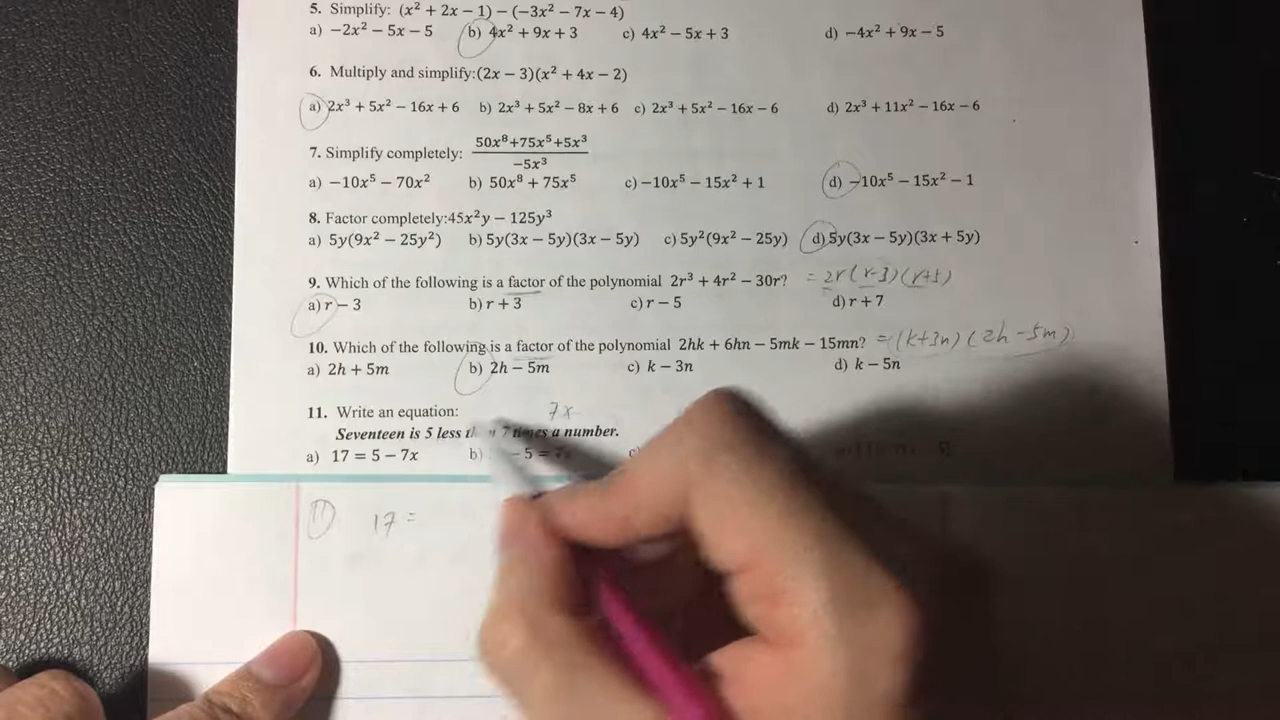 5. Simplify: (x² + 2x − 1) − (−3x² − 7x − 4)
a) −2x² − 5x − 5 b) 4x² + 9x + 3 c) 4x² − 5x + 3 d) −4x² + 9x − 5
6. Multiply and simplify:(2x − 3)(x² + 4x − 2)
a) 2x³ + 5x² − 16x + 6 b) 2x³ + 5x² − 8x + 6 c) 2x³ + 5x² − 16x − 6 d) 2x³ + 11x² − 16x − 6
7. Simplify completely: (50x⁸+75x⁵+5x³)/(−5x³)
a) −10x⁵ − 70x² b) 50x⁸ + 75x⁵ c) −10x⁵ − 15x² + 1 d) −10x⁵ − 15x² − 1
8. Factor completely:45x²y − 125y³
a) 5y(9x² − 25y²) b) 5y(3x − 5y)(3x − 5y) c) 5y²(9x² − 25y) d) 5y(3x − 5y)(3x + 5y)
9. Which of the following is a factor of the polynomial 2r³ + 4r² − 30r? = 2r(r-3)(r+5)
a) r − 3 b) r + 3 c) r − 5 d) r + 7
10. Which of the following is a factor of the polynomial 2hk + 6hn − 5mk − 15mn? = (k+3n)(2h-5m)
a) 2h + 5m b) 2h − 5m c) k − 3n d) k − 5n
11. Write an equation: 7x
Seventeen is 5 less 7 times a number.
a) 17 = 5 − 7x b) − 5 =
11 17 =